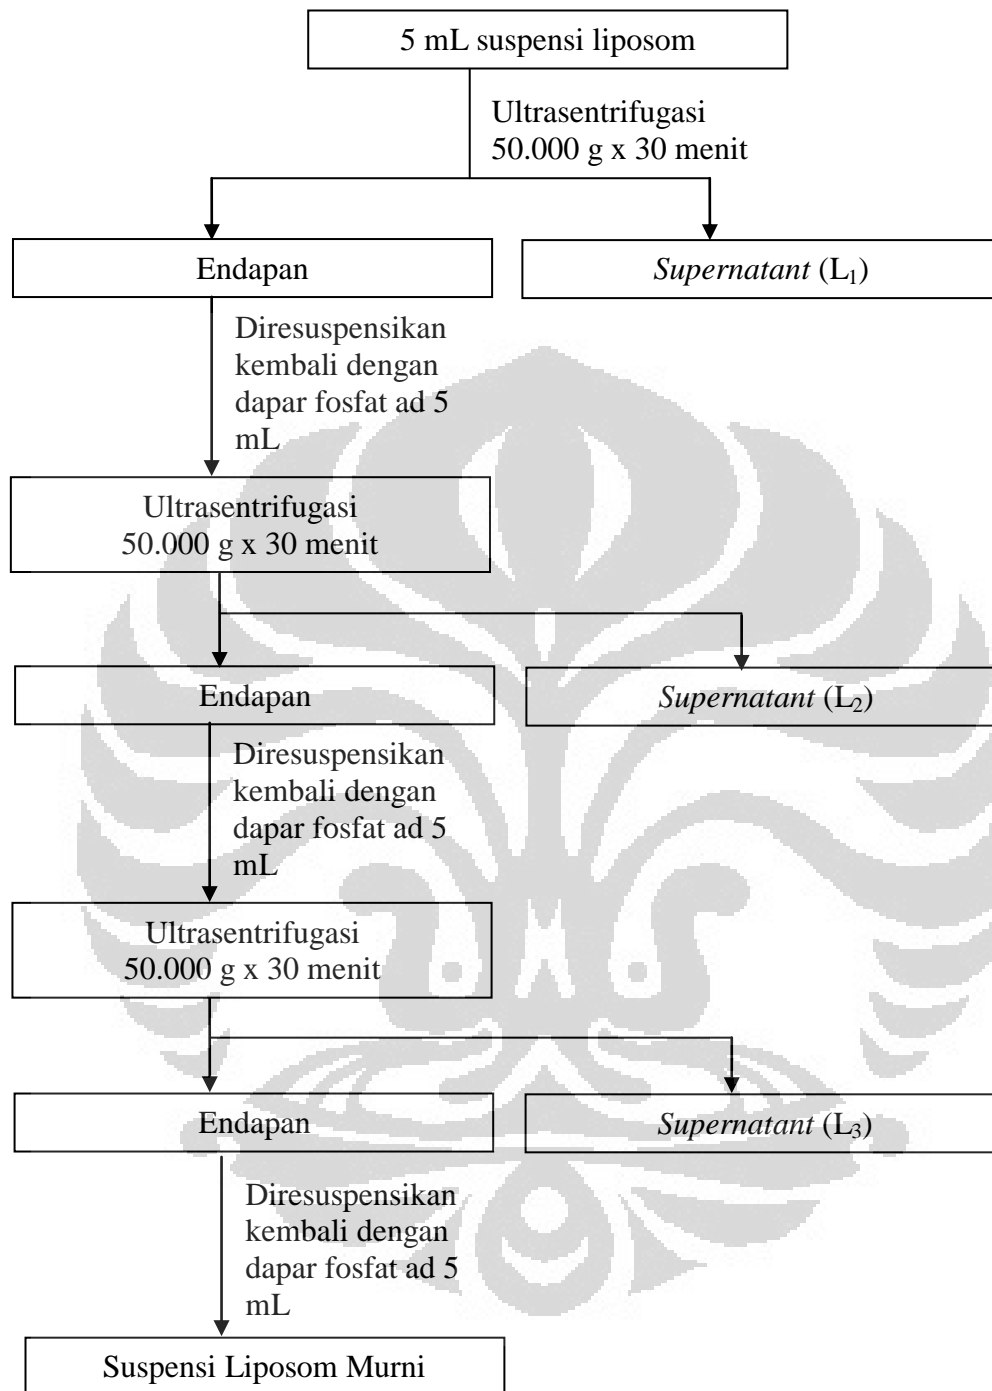 5 mL suspensi liposom
Ultrasentrifugasi
50.000 g x 30 menit
Endapan
Supernatant (L₁)
Diresuspensikan
kembali dengan
dapar fosfat ad 5
mL
Ultrasentrifugasi
50.000 g x 30 menit
Endapan
Supernatant (L₂)
Diresuspensikan
kembali dengan
dapar fosfat ad 5
mL
Ultrasentrifugasi
50.000 g x 30 menit
Endapan
Supernatant (L₃)
Diresuspensikan
kembali dengan
dapar fosfat ad 5
mL
Suspensi Liposom Murni